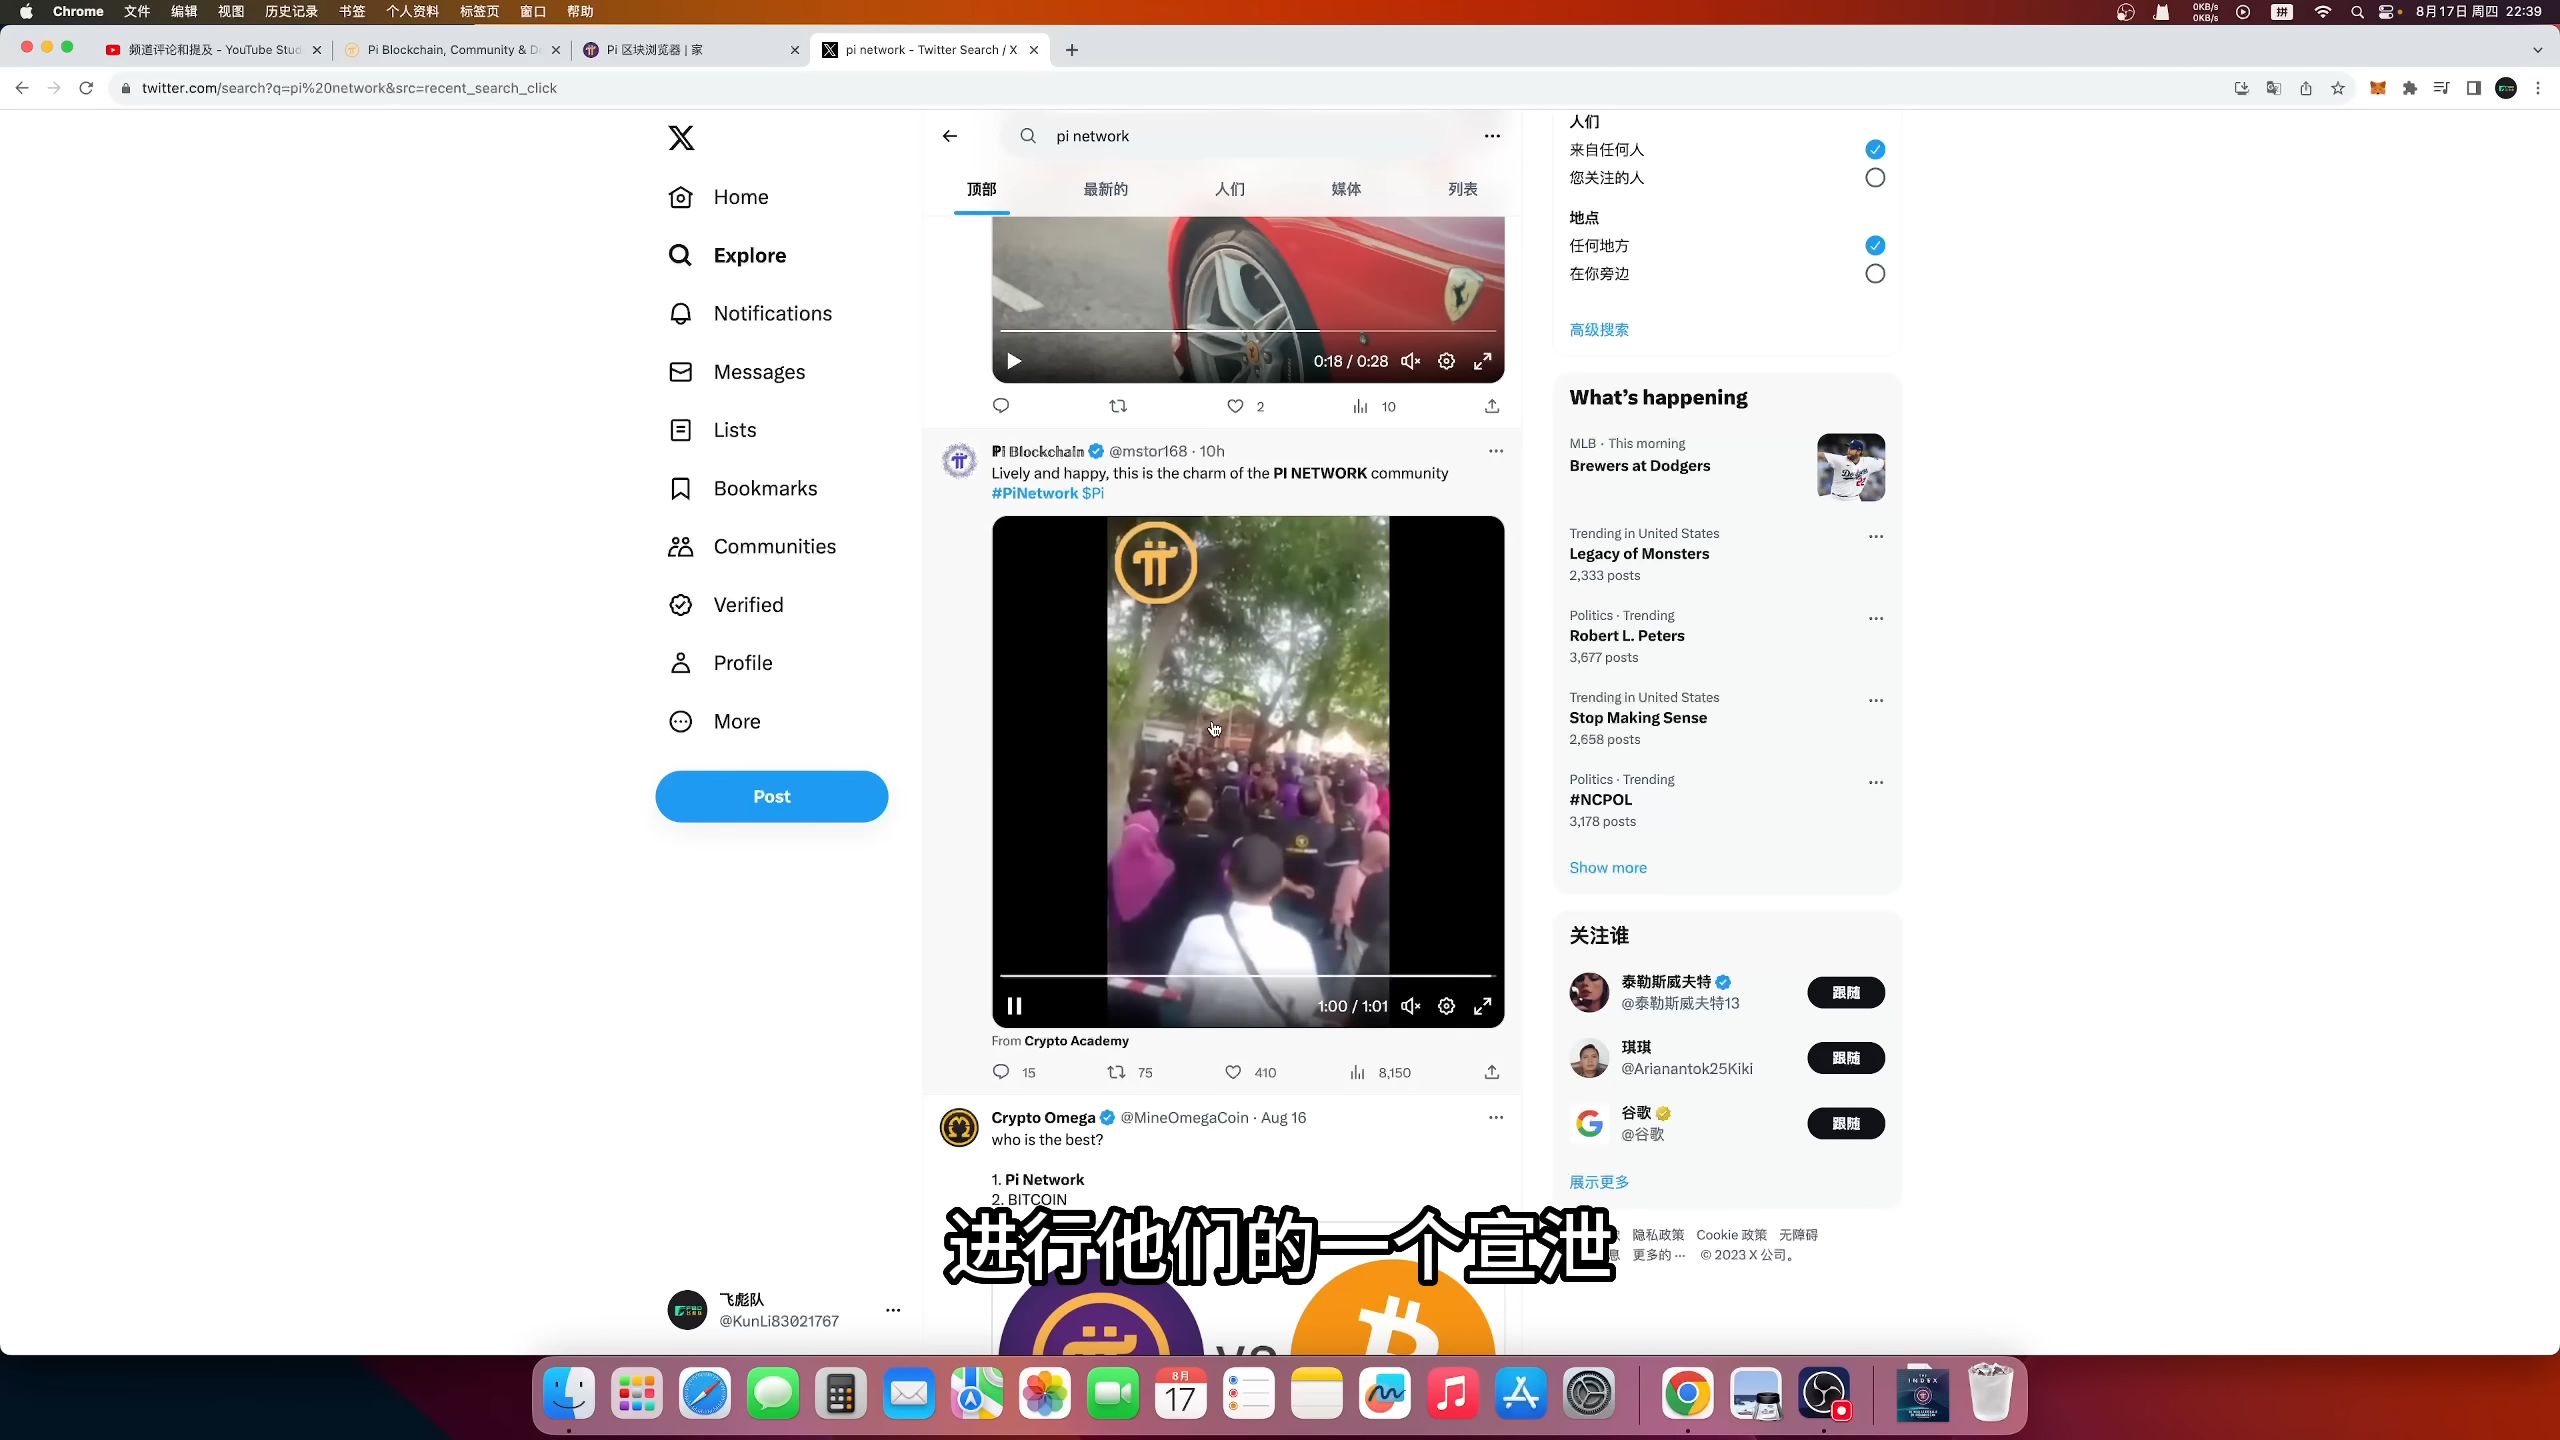 Chrome 文件 编辑 视图 历史记录 书签 个人资料 标签页 窗口 帮助
0KB/s
0KB/s
拼
8月17日 周四 22:39
频道评论和提及 - YouTube Stud
Pi Blockchain, Community & D
Pi 区块浏览器 | 家
pi network - Twitter Search / X
twitter.com/search?q=pi%20network&src=recent_search_click
pi network
顶部 最新的 人们 媒体 列表
Home
Explore
Notifications
Messages
Lists
Bookmarks
Communities
Verified
Profile
More
Post
飞彪队
@KunLi83021767
0:18 / 0:28
2 10
Pi Blockchain @mstor168 · 10h
Lively and happy, this is the charm of the PI NETWORK community
#PiNetwork $Pi
1:00 / 1:01
From Crypto Academy
15 75 410 8,150
Crypto Omega @MineOmegaCoin · Aug 16
who is the best?
1. Pi Network
2. BITCOIN
VS
进行他们的一个宣泄
人们
来自任何人
您关注的人
地点
任何地方
在你旁边
高级搜索
What's happening
MLB · This morning
Brewers at Dodgers
Trending in United States
Legacy of Monsters
2,333 posts
Politics · Trending
Robert L. Peters
3,677 posts
Trending in United States
Stop Making Sense
2,658 posts
Politics · Trending
#NCPOL
3,178 posts
Show more
关注谁
泰勒斯威夫特
@泰勒斯威夫特13
跟随
琪琪
@Arianantok25Kiki
跟随
谷歌
@谷歌
跟随
展示更多
隐私政策 Cookie 政策 无障碍
息 更多的 ··· © 2023 X 公司。
8月
17